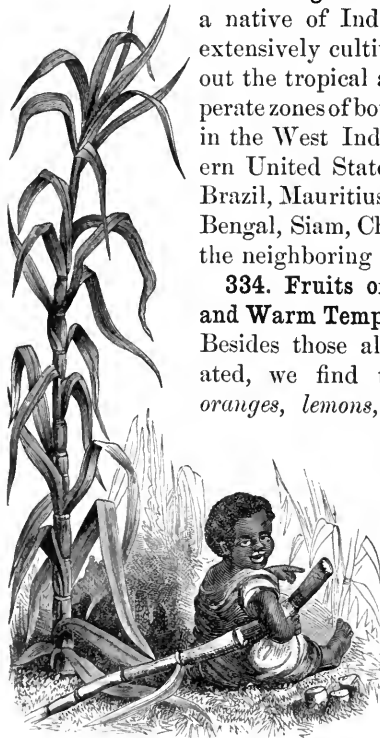 a native of Ind
extensively culti
out the tropical a
perate zones of bo
in the West Ind
ern United State
Brazil, Mauritius
Bengal, Siam, Ch
the neighboring
334. Fruits o
and Warm Temp
Besides those al
ated, we find t
oranges, lemons,